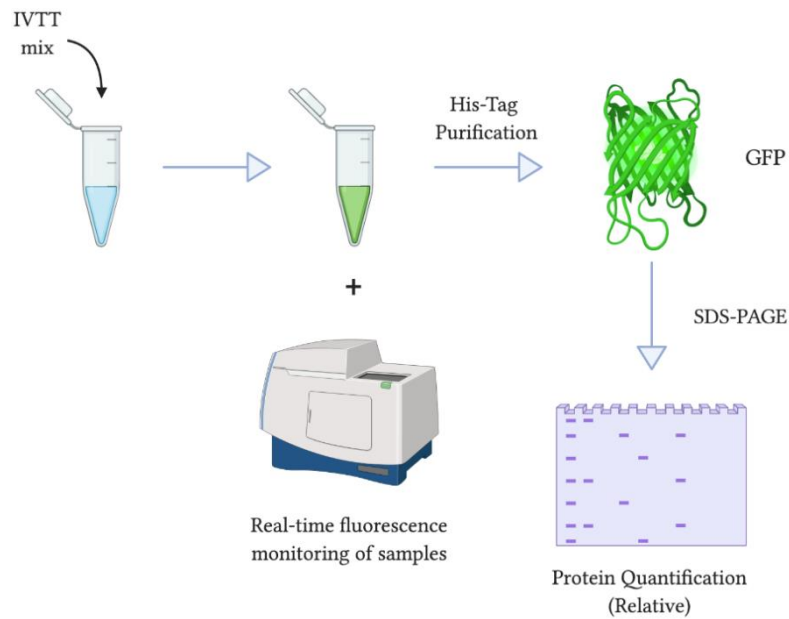 IVTT
mix
His-Tag
Purification
GFP
+
SDS-PAGE
Real-time fluorescence
monitoring of samples
Protein Quantification
(Relative)